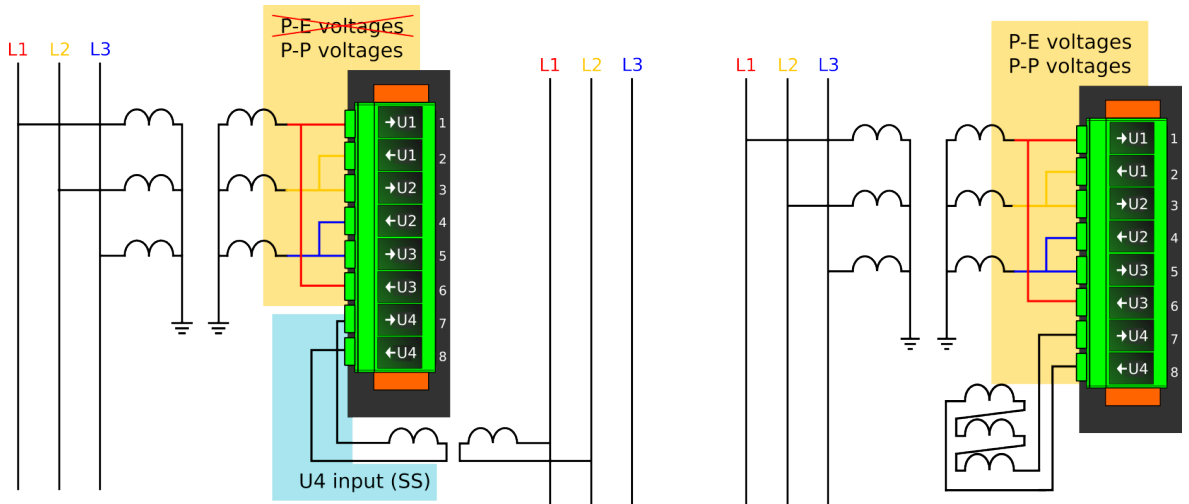 P-E voltages
P-P voltages
L1 L2 L3
→U1 1
←U1 2
→U2 3
←U2 4
→U3 5
←U3 6
→U4 7
←U4 8
U4 input (SS)
L1 L2 L3
L1 L2 L3
P-E voltages
P-P voltages
→U1 1
←U1 2
→U2 3
←U2 4
→U3 5
←U3 6
→U4 7
←U4 8